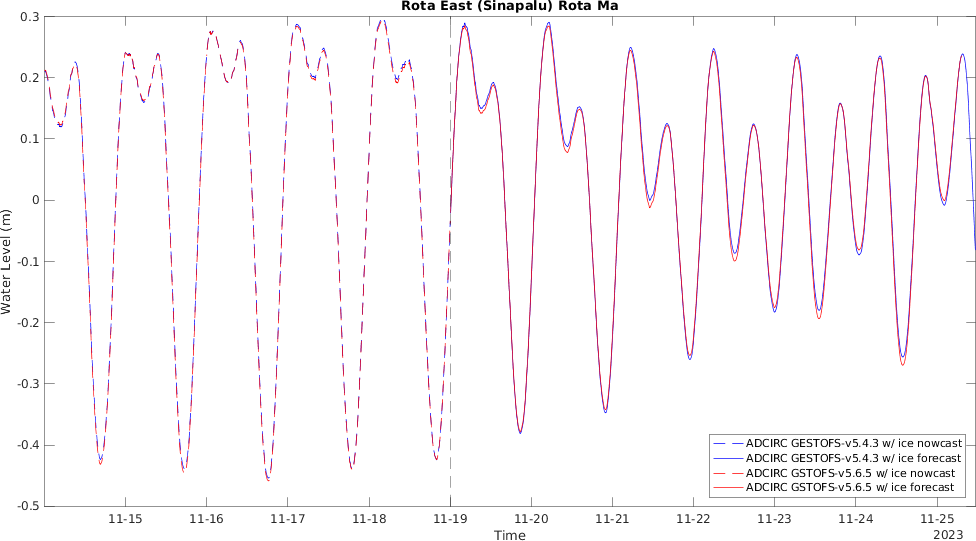 Rota East (Sinapalu) Rota Ma
0.3
0.2
0.1
0
-0.1
-0.2
-0.3
-0.4
-0.5
Water Level (m)
ADCIRC GESTOFS-v5.4.3 w/ ice nowcast
ADCIRC GESTOFS-v5.4.3 w/ ice forecast
ADCIRC GSTOFS-v5.6.5 w/ ice nowcast
ADCIRC GSTOFS-v5.6.5 w/ ice forecast
11-15 11-16 11-17 11-18 11-19 11-20 11-21 11-22 11-23 11-24 11-25
Time
2023